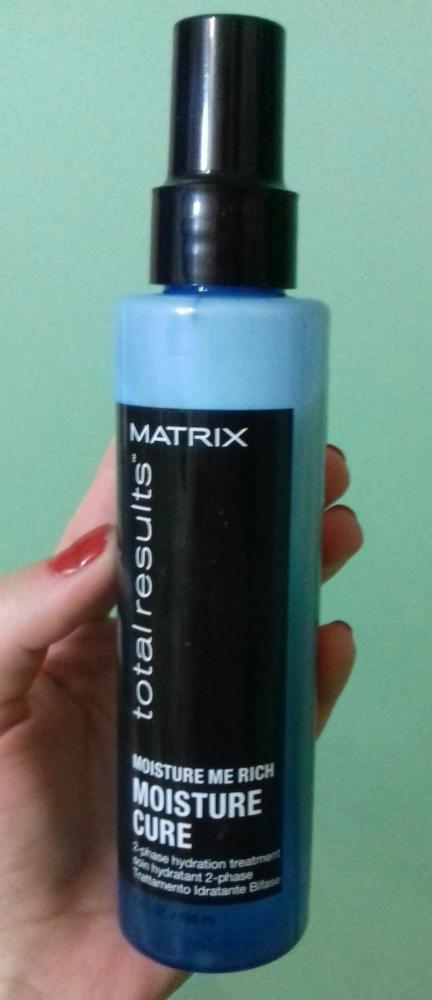 MATRIX
total results™
MOISTURE ME RICH
MOISTURE
CURE
2-phase hydration treatment
soin hydratant 2-phase
Trattamento Idratante Bifase